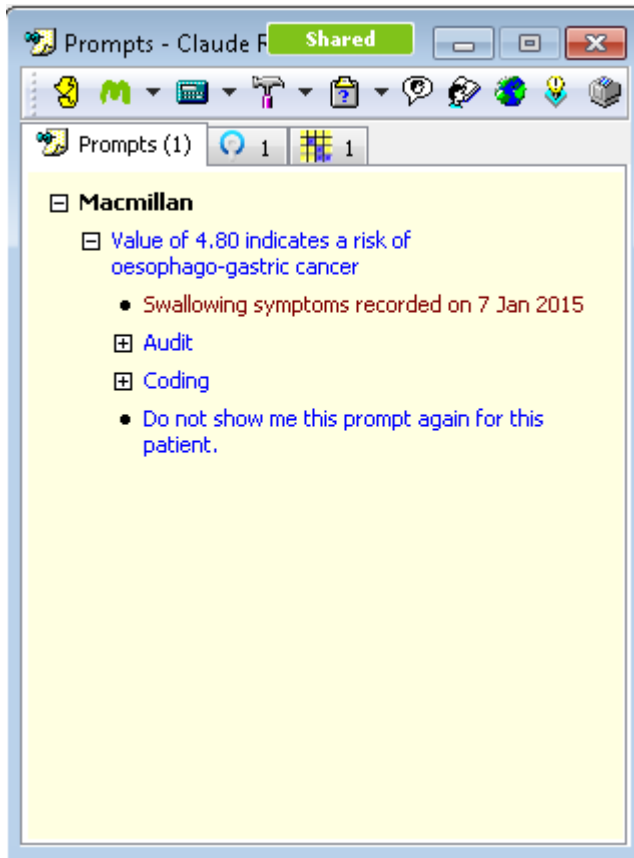 Prompts - Claude R
Shared
Prompts (1)
1
1
Macmillan
Value of 4.80 indicates a risk of
oesophago-gastric cancer
Swallowing symptoms recorded on 7 Jan 2015
Audit
Coding
Do not show me this prompt again for this
patient.